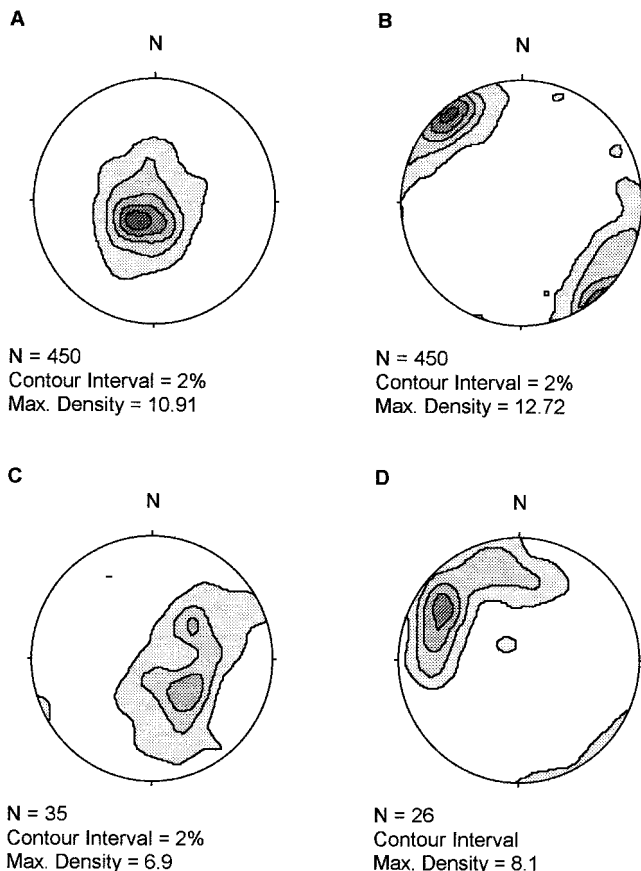 A
N
N = 450
Contour Interval = 2%
Max. Density = 10.91
B
N
N = 450
Contour Interval = 2%
Max. Density = 12.72
C
N
N = 35
Contour Interval = 2%
Max. Density = 6.9
D
N
N = 26
Contour Interval
Max. Density = 8.1